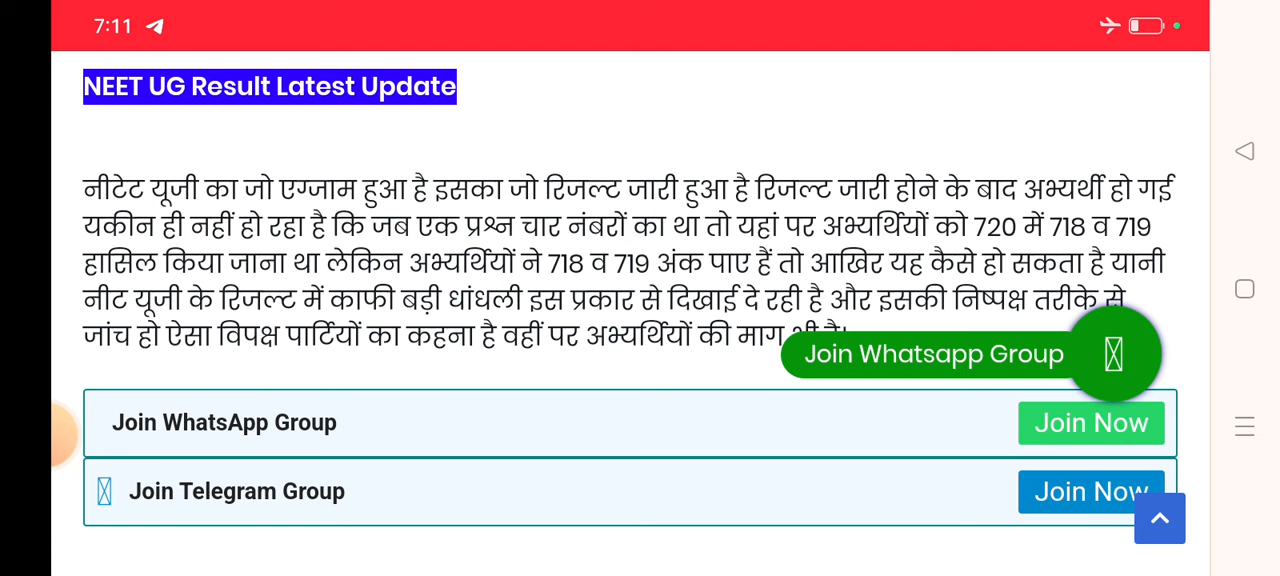 7:11
NEET UG Result Latest Update
नीटेट यूजी का जो एग्जाम हुआ है इसका जो रिजल्ट जारी हुआ है रिजल्ट जारी होने के बाद अभ्यर्थी हो गई
यकीन ही नहीं हो रहा है कि जब एक प्रश्न चार नंबरों का था तो यहां पर अभ्यर्थियों को 720 में 718 व 719
हासिल किया जाना था लेकिन अभ्यर्थियों ने 718 व 719 अंक पाए हैं तो आखिर यह कैसे हो सकता है यानी
नीट यूजी के रिजल्ट में काफी बड़ी धांधली इस प्रकार से दिखाई दे रही है और इसकी निष्पक्ष तरीके से
जांच हो ऐसा विपक्ष पार्टियों का कहना है वहीं पर अभ्यर्थियों की माग भी है।
Join Whatsapp Group
Join WhatsApp Group Join Now
Join Telegram Group Join Now